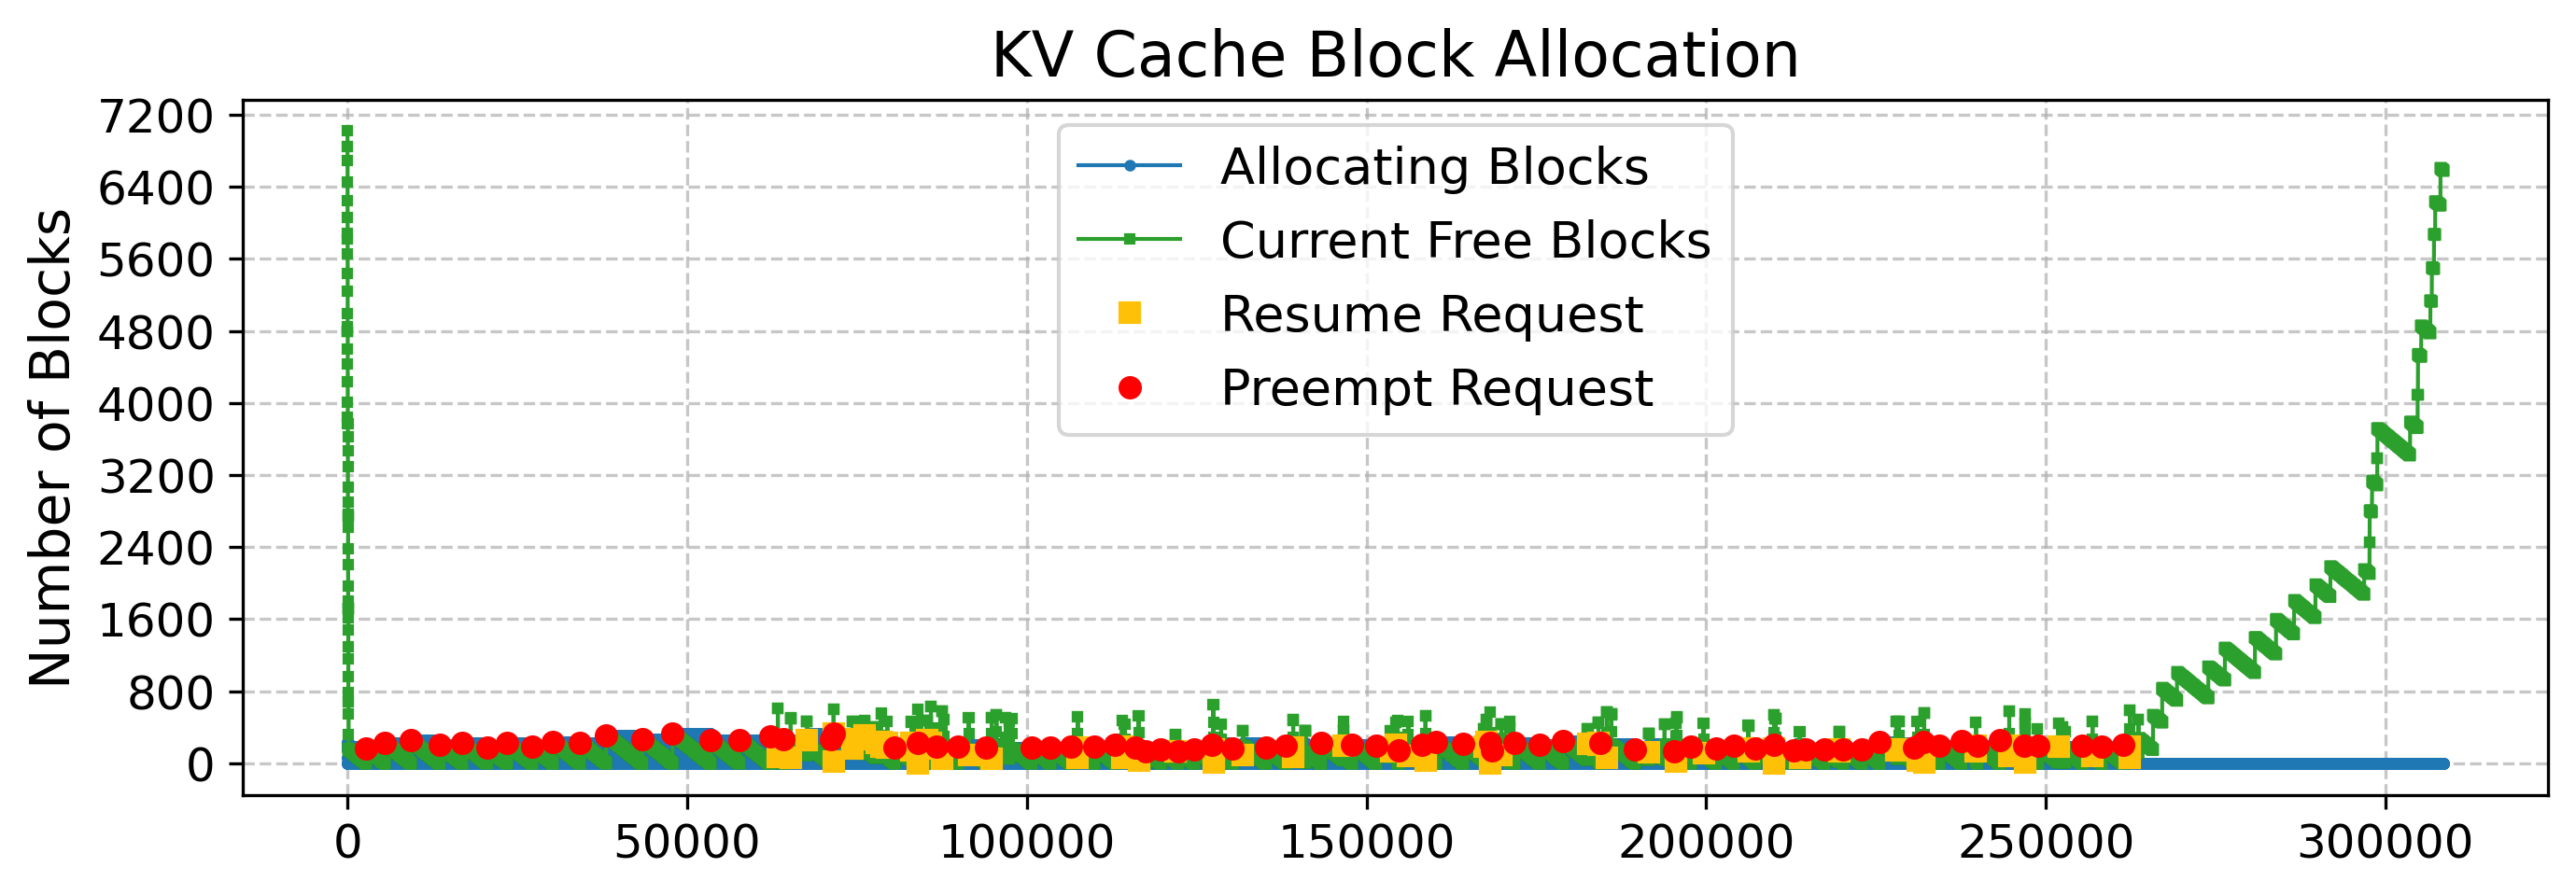 KV Cache Block Allocation
Number of Blocks
7200
6400
5600
4800
4000
3200
2400
1600
800
0
Allocating Blocks
Current Free Blocks
Resume Request
Preempt Request
0 50000 100000 150000 200000 250000 300000